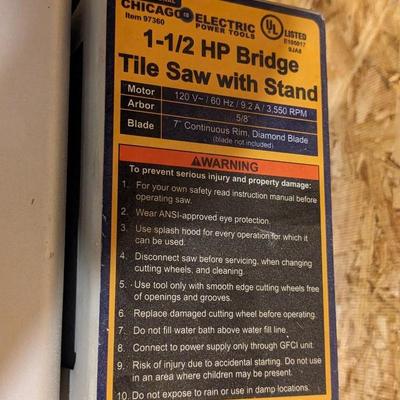 CHICAGO ELECTRIC
POWER TOOLS
Item 97360
UL LISTED
E195017
9JA8
1-1/2 HP Bridge
Tile Saw with Stand
Motor 120 V~ / 60 Hz / 9.2 A / 3,550 RPM
Arbor 5/8"
Blade 7" Continuous Rim, Diamond Blade
(blade not included)
WARNING
To prevent serious injury and property damage:
1. For your own safety read instruction manual before
operating saw.
2. Wear ANSI-approved eye protection.
3. Use splash hood for every operation for which it
can be used.
4. Disconnect saw before servicing, when changing
cutting wheels, and cleaning.
5. Use tool only with smooth edge cutting wheels free
of openings and grooves.
6. Replace damaged cutting wheel before operating.
7. Do not fill water bath above water fill line.
8. Connect to power supply only through GFCI unit.
9. Risk of injury due to accidental starting. Do not use
in an area where children may be present.
10. Do not expose to rain or use in damp locations.